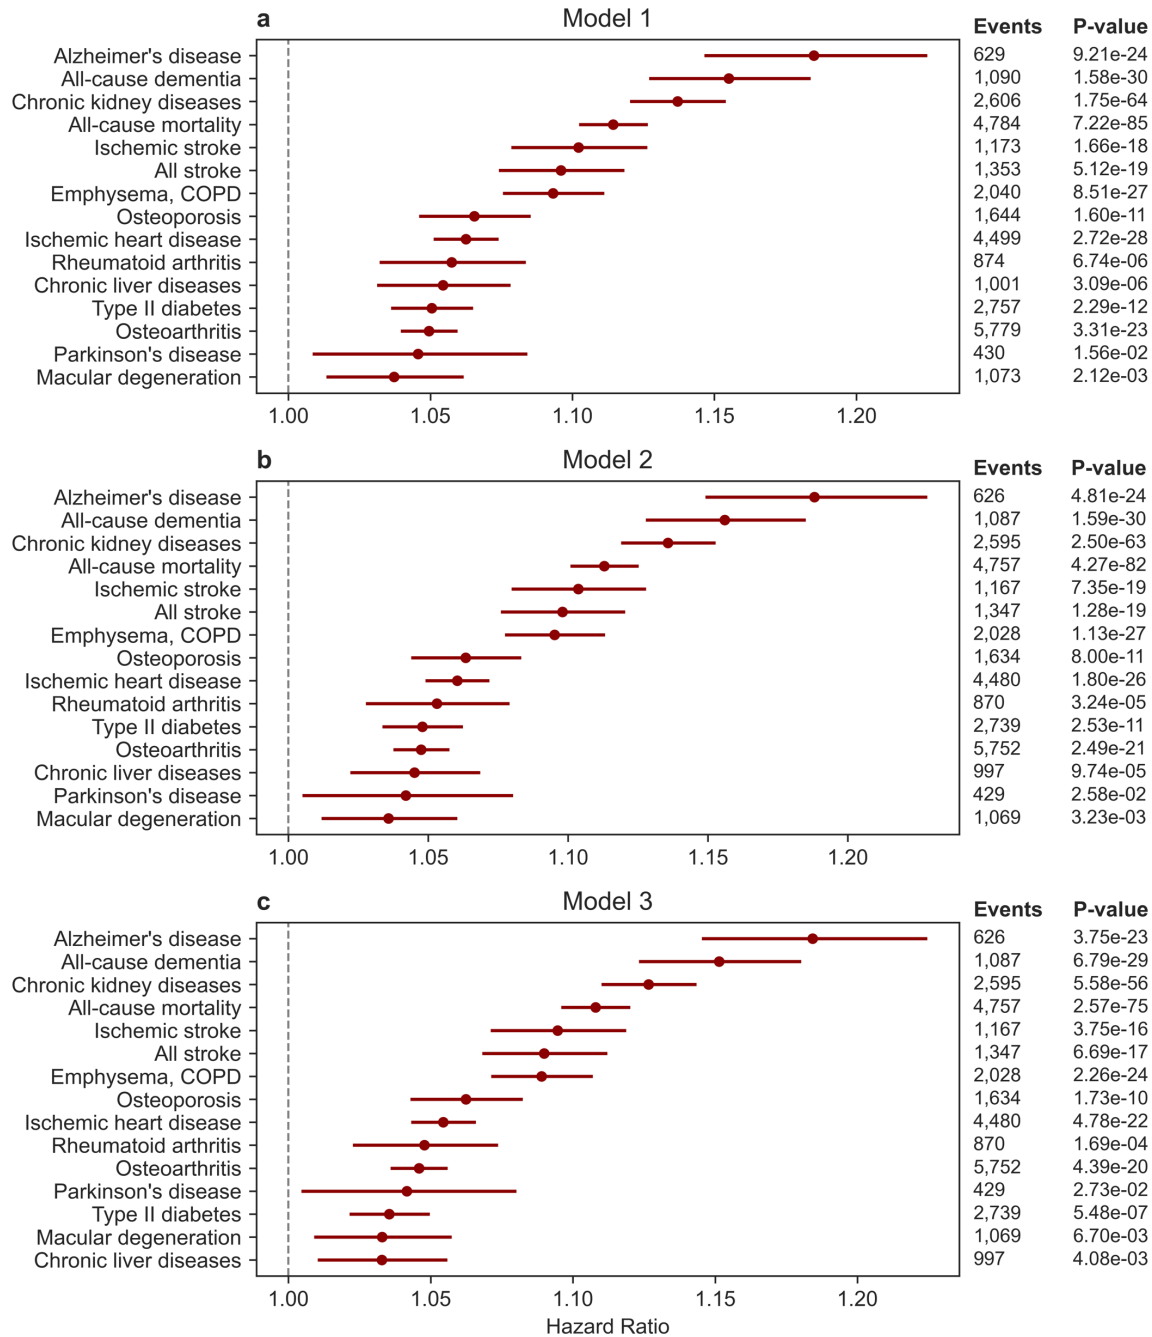 a Model 1 Events P-value
Alzheimer's disease 629 9.21e-24
All-cause dementia 1,090 1.58e-30
Chronic kidney diseases 2,606 1.75e-64
All-cause mortality 4,784 7.22e-85
Ischemic stroke 1,173 1.66e-18
All stroke 1,353 5.12e-19
Emphysema, COPD 2,040 8.51e-27
Osteoporosis 1,644 1.60e-11
Ischemic heart disease 4,499 2.72e-28
Rheumatoid arthritis 874 6.74e-06
Chronic liver diseases 1,001 3.09e-06
Type II diabetes 2,757 2.29e-12
Osteoarthritis 5,779 3.31e-23
Parkinson's disease 430 1.56e-02
Macular degeneration 1,073 2.12e-03
1.00 1.05 1.10 1.15 1.20
b Model 2 Events P-value
Alzheimer's disease 626 4.81e-24
All-cause dementia 1,087 1.59e-30
Chronic kidney diseases 2,595 2.50e-63
All-cause mortality 4,757 4.27e-82
Ischemic stroke 1,167 7.35e-19
All stroke 1,347 1.28e-19
Emphysema, COPD 2,028 1.13e-27
Osteoporosis 1,634 8.00e-11
Ischemic heart disease 4,480 1.80e-26
Rheumatoid arthritis 870 3.24e-05
Type II diabetes 2,739 2.53e-11
Osteoarthritis 5,752 2.49e-21
Chronic liver diseases 997 9.74e-05
Parkinson's disease 429 2.58e-02
Macular degeneration 1,069 3.23e-03
1.00 1.05 1.10 1.15 1.20
c Model 3 Events P-value
Alzheimer's disease 626 3.75e-23
All-cause dementia 1,087 6.79e-29
Chronic kidney diseases 2,595 5.58e-56
All-cause mortality 4,757 2.57e-75
Ischemic stroke 1,167 3.75e-16
All stroke 1,347 6.69e-17
Emphysema, COPD 2,028 2.26e-24
Osteoporosis 1,634 1.73e-10
Ischemic heart disease 4,480 4.78e-22
Rheumatoid arthritis 870 1.69e-04
Osteoarthritis 5,752 4.39e-20
Parkinson's disease 429 2.73e-02
Type II diabetes 2,739 5.48e-07
Macular degeneration 1,069 6.70e-03
Chronic liver diseases 997 4.08e-03
1.00 1.05 1.10 1.15 1.20
Hazard Ratio